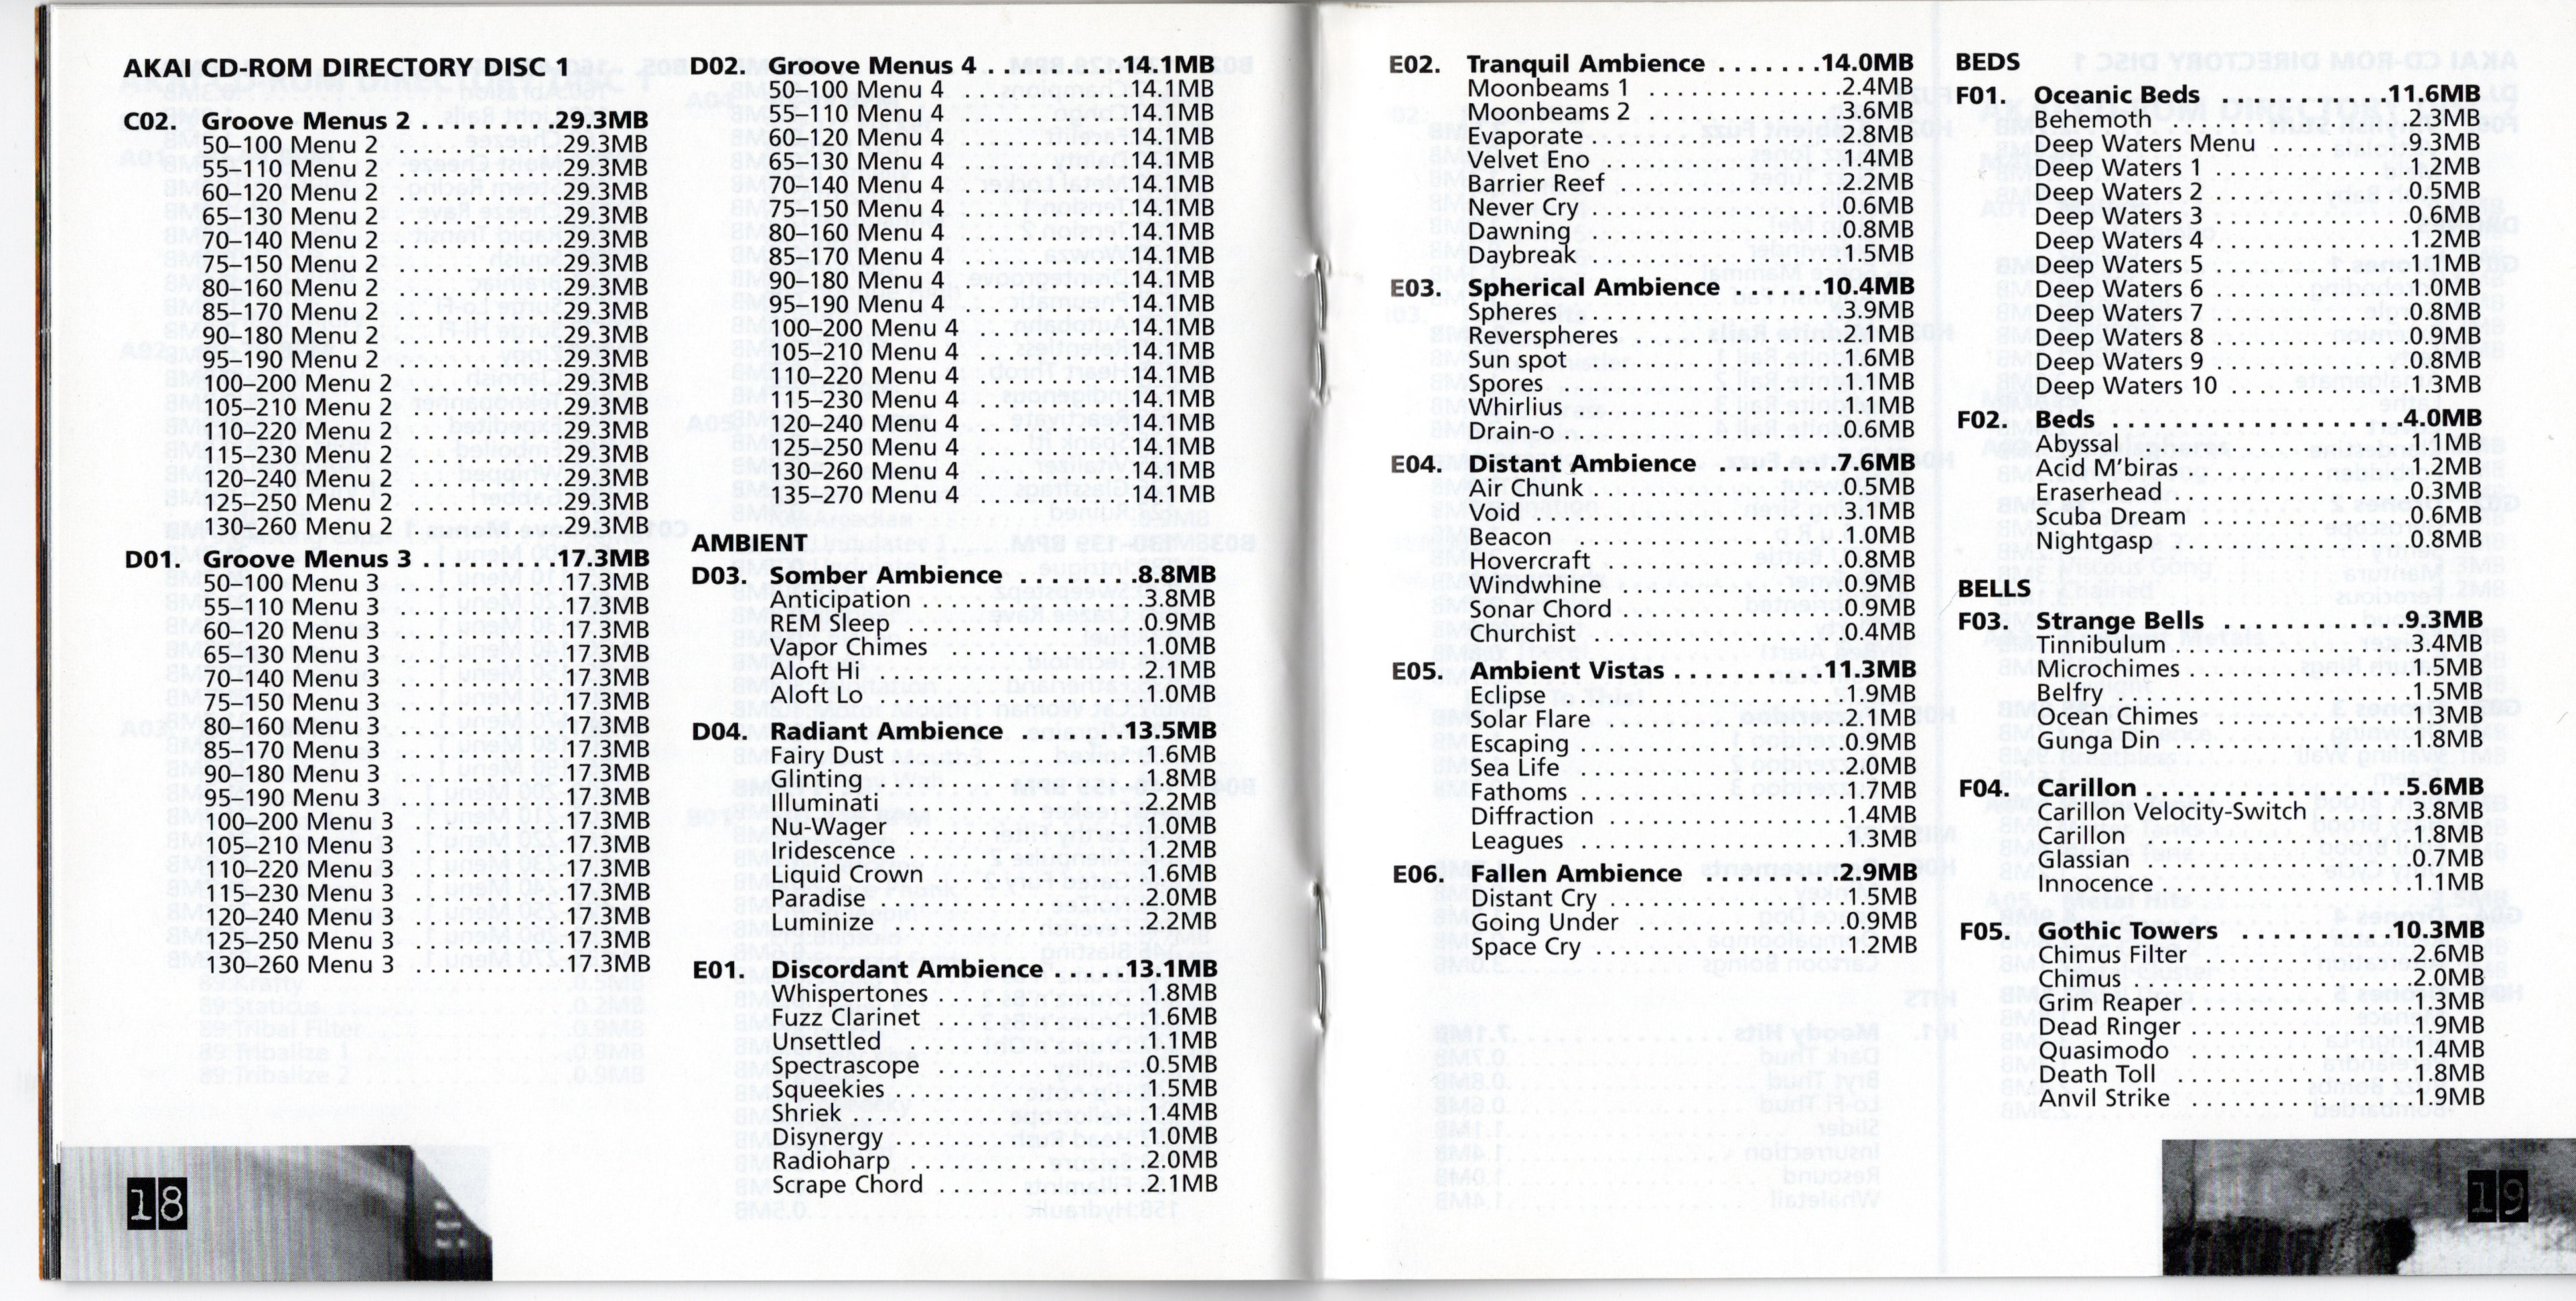 AKAI CD-ROM DIRECTORY DISC 1
C02. Groove Menus 2 . . . . . . . . .29.3MB
50–100 Menu 2 . . . . . . . . . . .29.3MB
55–110 Menu 2 . . . . . . . . . . .29.3MB
60–120 Menu 2 . . . . . . . . . . .29.3MB
65–130 Menu 2 . . . . . . . . . . .29.3MB
70–140 Menu 2 . . . . . . . . . . .29.3MB
75–150 Menu 2 . . . . . . . . . . .29.3MB
80–160 Menu 2 . . . . . . . . . . .29.3MB
85–170 Menu 2 . . . . . . . . . . .29.3MB
90–180 Menu 2 . . . . . . . . . . .29.3MB
95–190 Menu 2 . . . . . . . . . . .29.3MB
100–200 Menu 2 . . . . . . . . . .29.3MB
105–210 Menu 2 . . . . . . . . . .29.3MB
110–220 Menu 2 . . . . . . . . . .29.3MB
115–230 Menu 2 . . . . . . . . . .29.3MB
120–240 Menu 2 . . . . . . . . . .29.3MB
125–250 Menu 2 . . . . . . . . . .29.3MB
130–260 Menu 2 . . . . . . . . . .29.3MB
D01. Groove Menus 3 . . . . . . . . .17.3MB
50–100 Menu 3 . . . . . . . . . . .17.3MB
55–110 Menu 3 . . . . . . . . . . .17.3MB
60–120 Menu 3 . . . . . . . . . . .17.3MB
65–130 Menu 3 . . . . . . . . . . .17.3MB
70–140 Menu 3 . . . . . . . . . . .17.3MB
75–150 Menu 3 . . . . . . . . . . .17.3MB
80–160 Menu 3 . . . . . . . . . . .17.3MB
85–170 Menu 3 . . . . . . . . . . .17.3MB
90–180 Menu 3 . . . . . . . . . . .17.3MB
95–190 Menu 3 . . . . . . . . . . .17.3MB
100–200 Menu 3 . . . . . . . . . .17.3MB
105–210 Menu 3 . . . . . . . . . .17.3MB
110–220 Menu 3 . . . . . . . . . .17.3MB
115–230 Menu 3 . . . . . . . . . .17.3MB
120–240 Menu 3 . . . . . . . . . .17.3MB
125–250 Menu 3 . . . . . . . . . .17.3MB
130–260 Menu 3 . . . . . . . . . .17.3MB
D02. Groove Menus 4 . . . . . . . . .14.1MB
50–100 Menu 4 . . . . . . . . . . .14.1MB
55–110 Menu 4 . . . . . . . . . . .14.1MB
60–120 Menu 4 . . . . . . . . . . .14.1MB
65–130 Menu 4 . . . . . . . . . . .14.1MB
70–140 Menu 4 . . . . . . . . . . .14.1MB
75–150 Menu 4 . . . . . . . . . . .14.1MB
80–160 Menu 4 . . . . . . . . . . .14.1MB
85–170 Menu 4 . . . . . . . . . . .14.1MB
90–180 Menu 4 . . . . . . . . . . .14.1MB
95–190 Menu 4 . . . . . . . . . . .14.1MB
100–200 Menu 4 . . . . . . . . . .14.1MB
105–210 Menu 4 . . . . . . . . . .14.1MB
110–220 Menu 4 . . . . . . . . . .14.1MB
115–230 Menu 4 . . . . . . . . . .14.1MB
120–240 Menu 4 . . . . . . . . . .14.1MB
125–250 Menu 4 . . . . . . . . . .14.1MB
130–260 Menu 4 . . . . . . . . . .14.1MB
135–270 Menu 4 . . . . . . . . . .14.1MB
AMBIENT
D03. Somber Ambience . . . . . . . .8.8MB
Anticipation . . . . . . . . . . . . . .3.8MB
REM Sleep . . . . . . . . . . . . . . . .0.9MB
Vapor Chimes . . . . . . . . . . . . .1.0MB
Aloft Hi . . . . . . . . . . . . . . . . . .2.1MB
Aloft Lo . . . . . . . . . . . . . . . . . .1.0MB
D04. Radiant Ambience . . . . . . .13.5MB
Fairy Dust . . . . . . . . . . . . . . . .1.6MB
Glinting . . . . . . . . . . . . . . . . . .1.8MB
Illuminati . . . . . . . . . . . . . . . .2.2MB
Nu-Wager . . . . . . . . . . . . . . . .1.0MB
Iridescence . . . . . . . . . . . . . . .1.2MB
Liquid Crown . . . . . . . . . . . . .1.6MB
Paradise . . . . . . . . . . . . . . . . .2.0MB
Luminize . . . . . . . . . . . . . . . . .2.2MB
E01. Discordant Ambience . . . . .13.1MB
Whispertones . . . . . . . . . . . . .1.8MB
Fuzz Clarinet . . . . . . . . . . . . . .1.6MB
Unsettled . . . . . . . . . . . . . . . .1.1MB
Spectrascope . . . . . . . . . . . . . .0.5MB
Squeekies . . . . . . . . . . . . . . . .1.5MB
Shriek . . . . . . . . . . . . . . . . . . .1.4MB
Disynergy . . . . . . . . . . . . . . . .1.0MB
Radioharp . . . . . . . . . . . . . . . .2.0MB
Scrape Chord . . . . . . . . . . . . .2.1MB
18
E02. Tranquil Ambience . . . . . . .14.0MB
Moonbeams 1 . . . . . . . . . . . . .2.4MB
Moonbeams 2 . . . . . . . . . . . . .3.6MB
Evaporate . . . . . . . . . . . . . . . .2.8MB
Velvet Eno . . . . . . . . . . . . . . . .1.4MB
Barrier Reef . . . . . . . . . . . . . . .2.2MB
Never Cry . . . . . . . . . . . . . . . .0.6MB
Dawning . . . . . . . . . . . . . . . . .0.8MB
Daybreak . . . . . . . . . . . . . . . .1.5MB
E03. Spherical Ambience . . . . . .10.4MB
Spheres . . . . . . . . . . . . . . . . . .3.9MB
Reverspheres . . . . . . . . . . . . . .2.1MB
Sun spot . . . . . . . . . . . . . . . . .1.6MB
Spores . . . . . . . . . . . . . . . . . . .1.1MB
Whirlius . . . . . . . . . . . . . . . . . .1.1MB
Drain-o . . . . . . . . . . . . . . . . . .0.6MB
E04. Distant Ambience . . . . . . . . .7.6MB
Air Chunk . . . . . . . . . . . . . . . .0.5MB
Void . . . . . . . . . . . . . . . . . . . .3.1MB
Beacon . . . . . . . . . . . . . . . . . .1.0MB
Hovercraft . . . . . . . . . . . . . . . .0.8MB
Windwhine . . . . . . . . . . . . . . .0.9MB
Sonar Chord . . . . . . . . . . . . . .0.9MB
Churchist . . . . . . . . . . . . . . . . .0.4MB
E05. Ambient Vistas . . . . . . . . . .11.3MB
Eclipse . . . . . . . . . . . . . . . . . . .1.9MB
Solar Flare . . . . . . . . . . . . . . . .2.1MB
Escaping . . . . . . . . . . . . . . . . .0.9MB
Sea Life . . . . . . . . . . . . . . . . . .2.0MB
Fathoms . . . . . . . . . . . . . . . . .1.7MB
Diffraction . . . . . . . . . . . . . . . .1.4MB
Leagues . . . . . . . . . . . . . . . . .1.3MB
E06. Fallen Ambience . . . . . . . . .2.9MB
Distant Cry . . . . . . . . . . . . . . .1.5MB
Going Under . . . . . . . . . . . . .0.9MB
Space Cry . . . . . . . . . . . . . . . .1.2MB
BEDS
F01. Oceanic Beds . . . . . . . . . . .11.6MB
Behemoth . . . . . . . . . . . . . . . .2.3MB
Deep Waters Menu . . . . . . . . .9.3MB
Deep Waters 1 . . . . . . . . . . . .1.2MB
Deep Waters 2 . . . . . . . . . . . .0.5MB
Deep Waters 3 . . . . . . . . . . . .0.6MB
Deep Waters 4 . . . . . . . . . . . .1.2MB
Deep Waters 5 . . . . . . . . . . . .1.1MB
Deep Waters 6 . . . . . . . . . . . .1.0MB
Deep Waters 7 . . . . . . . . . . . .0.8MB
Deep Waters 8 . . . . . . . . . . . .0.9MB
Deep Waters 9 . . . . . . . . . . . .0.8MB
Deep Waters 10 . . . . . . . . . . .1.3MB
F02. Beds . . . . . . . . . . . . . . . . . .4.0MB
Abyssal . . . . . . . . . . . . . . . . . .1.1MB
Acid M’biras . . . . . . . . . . . . . .1.2MB
Eraserhead . . . . . . . . . . . . . . .0.3MB
Scuba Dream . . . . . . . . . . . . .0.6MB
Nightgasp . . . . . . . . . . . . . . . .0.8MB
BELLS
F03. Strange Bells . . . . . . . . . . . .9.3MB
Tinnibulum . . . . . . . . . . . . . . .3.4MB
Microchimes . . . . . . . . . . . . . .1.5MB
Belfry . . . . . . . . . . . . . . . . . . .1.5MB
Ocean Chimes . . . . . . . . . . . .1.3MB
Gunga Din . . . . . . . . . . . . . . .1.8MB
F04. Carillon . . . . . . . . . . . . . . . .5.6MB
Carillon Velocity-Switch . . . . . .3.8MB
Carillon . . . . . . . . . . . . . . . . . .1.8MB
Glassian . . . . . . . . . . . . . . . . .0.7MB
Innocence . . . . . . . . . . . . . . . .1.1MB
F05. Gothic Towers . . . . . . . . . . .10.3MB
Chimus Filter . . . . . . . . . . . . . .2.6MB
Chimus . . . . . . . . . . . . . . . . . .2.0MB
Grim Reaper . . . . . . . . . . . . . .1.3MB
Dead Ringer . . . . . . . . . . . . . .1.9MB
Quasimodo . . . . . . . . . . . . . . .1.4MB
Death Toll . . . . . . . . . . . . . . . .1.8MB
Anvil Strike . . . . . . . . . . . . . . .1.9MB
19